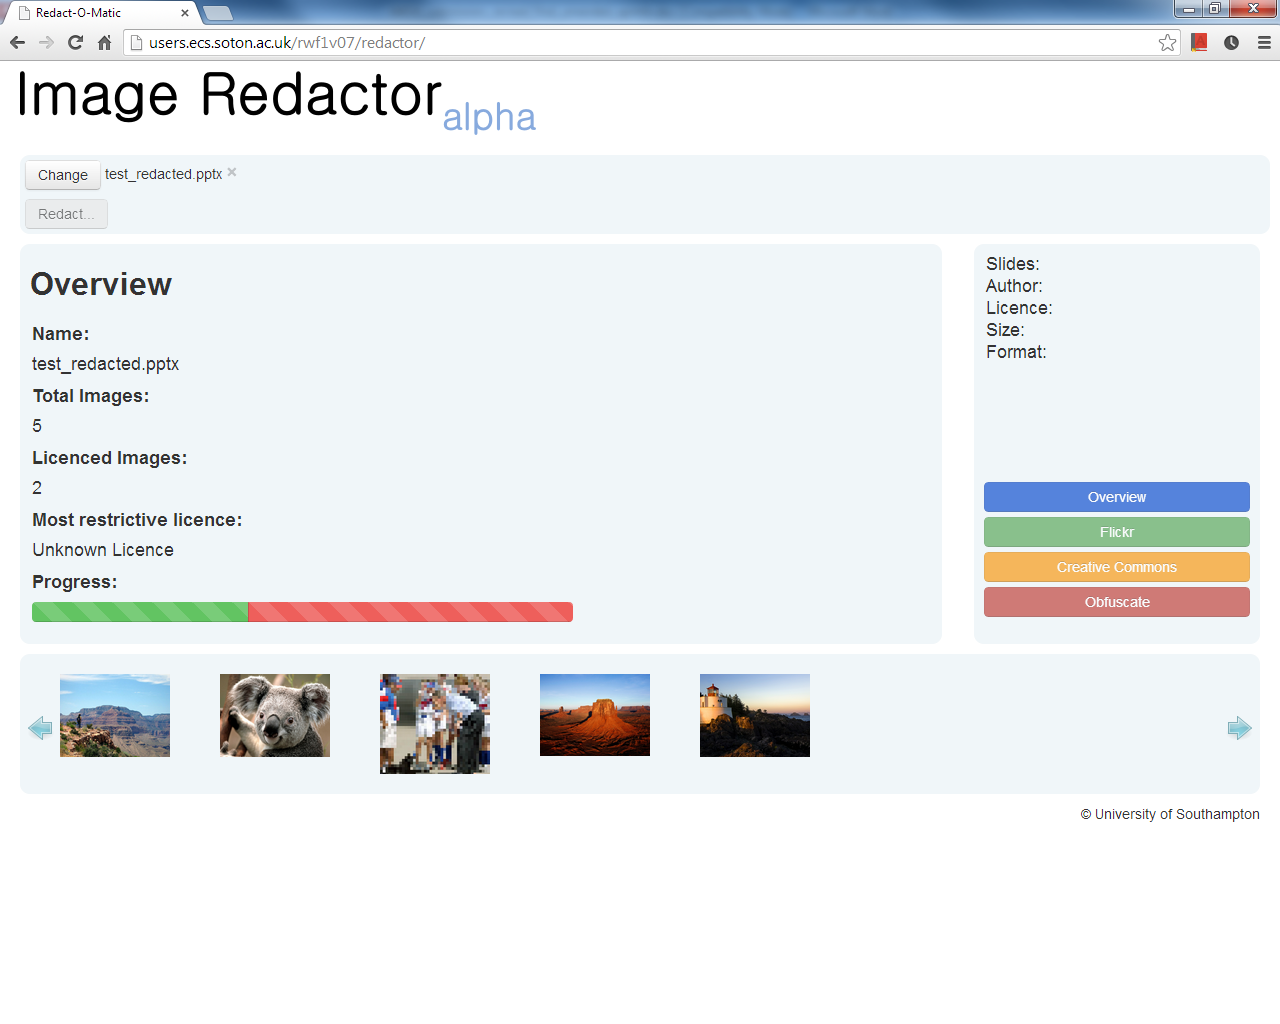 Redact-O-Matic
users.ecs.soton.ac.uk/rwf1v07/redactor/
Image Redactor alpha
Change test_redacted.pptx
Redact...
Overview
Name:
test_redacted.pptx
Total Images:
5
Licenced Images:
2
Most restrictive licence:
Unknown Licence
Progress:
Slides:
Author:
Licence:
Size:
Format:
Overview
Flickr
Creative Commons
Obfuscate
© University of Southampton